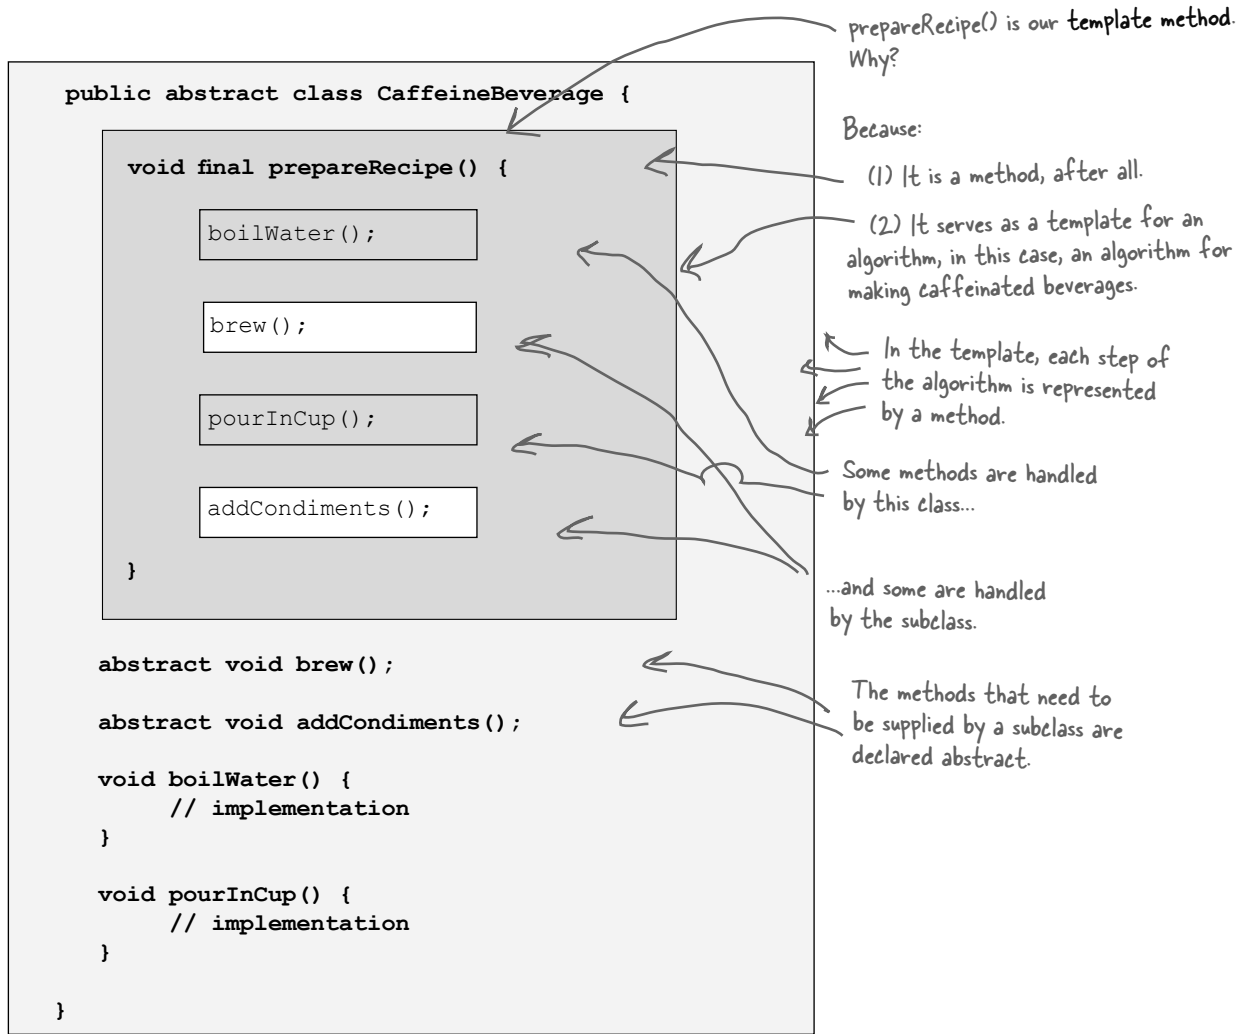 prepareRecipe() is our template method.
Why?
public abstract class CaffeineBeverage {
void final prepareRecipe() {
boilWater();
brew();
pourInCup();
addCondiments();
}
abstract void brew();
abstract void addCondiments();
void boilWater() {
// implementation
}
void pourInCup() {
// implementation
}
}
Because:
(1) It is a method, after all.
(2) It serves as a template for an
algorithm, in this case, an algorithm for
making caffeinated beverages.
In the template, each step of
the algorithm is represented
by a method.
Some methods are handled
by this class...
...and some are handled
by the subclass.
The methods that need to
be supplied by a subclass are
declared abstract.